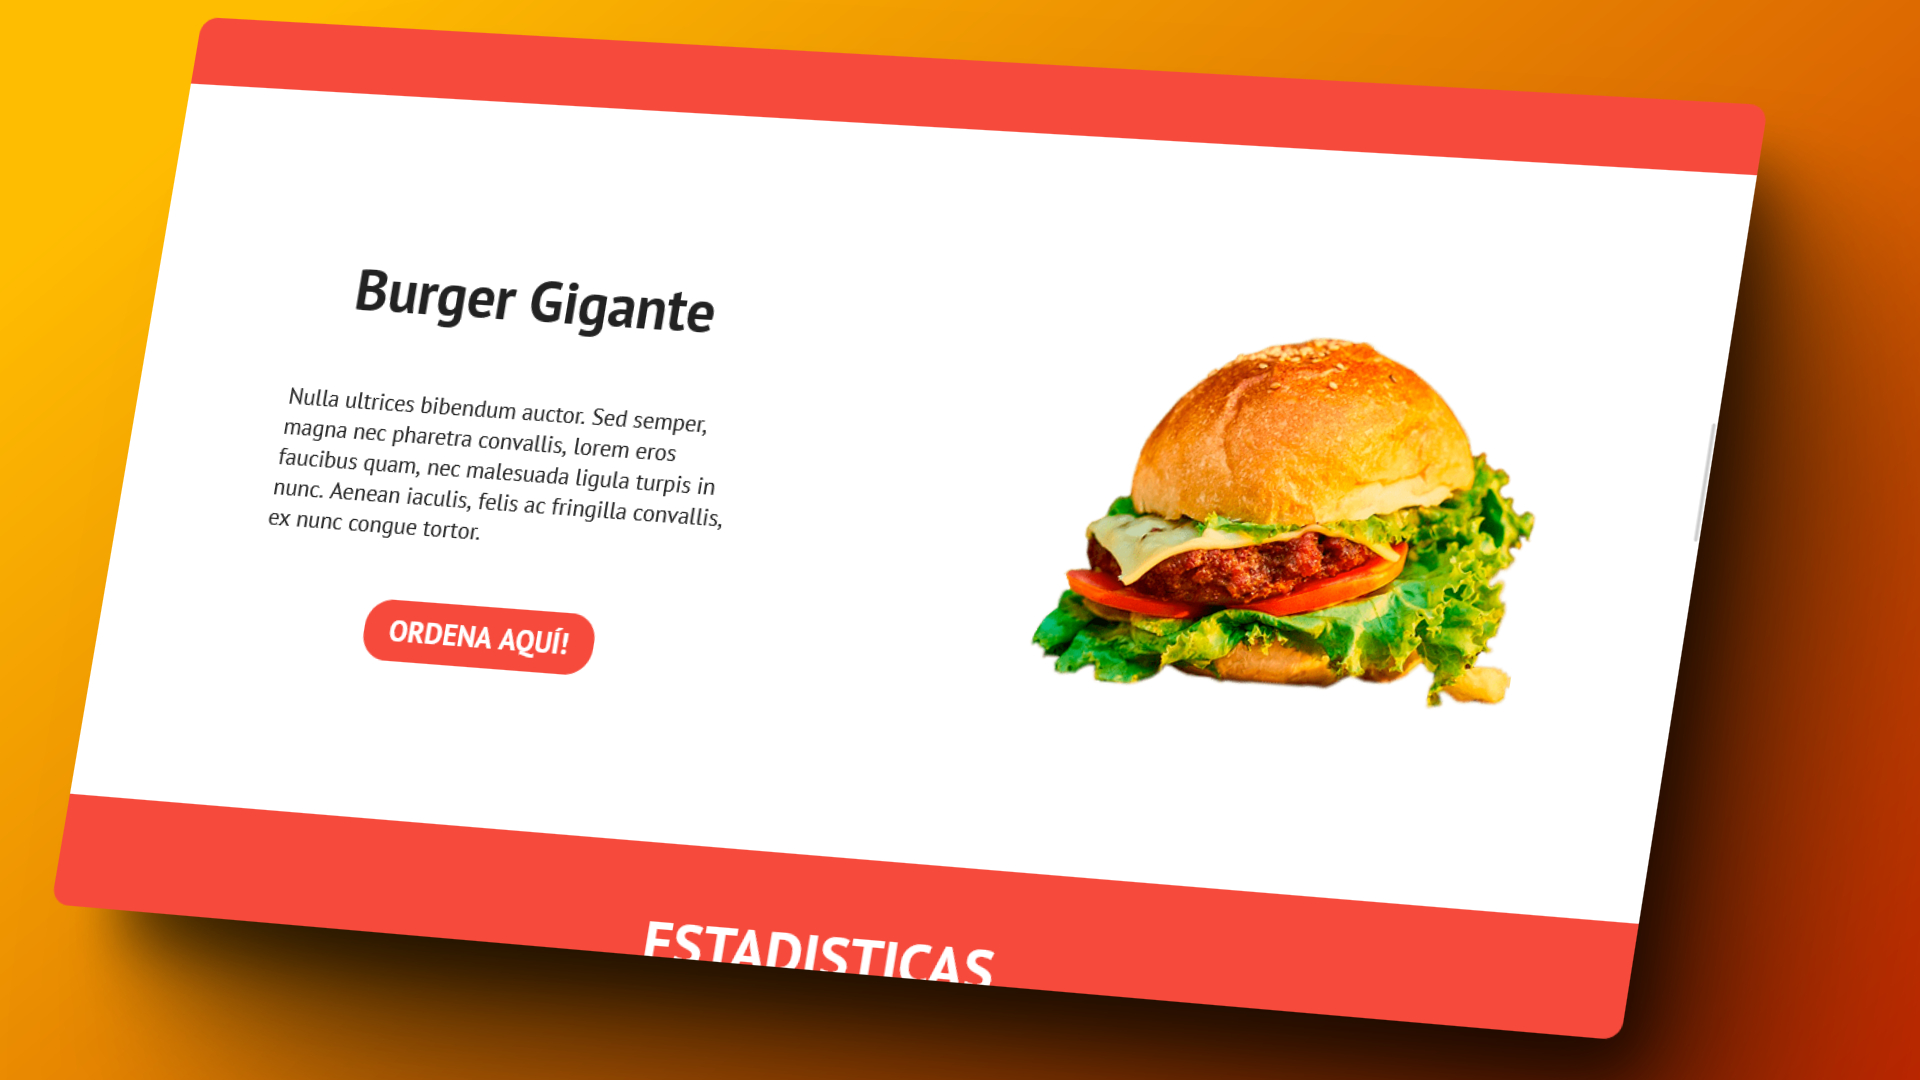 Burger Gigante
Nulla ultrices bibendum auctor. Sed semper,
magna nec pharetra convallis, lorem eros
faucibus quam, nec malesuada ligula turpis in
nunc. Aenean iaculis, felis ac fringilla convallis,
ex nunc congue tortor.
ORDENA AQUÍ!
ESTADISTICAS